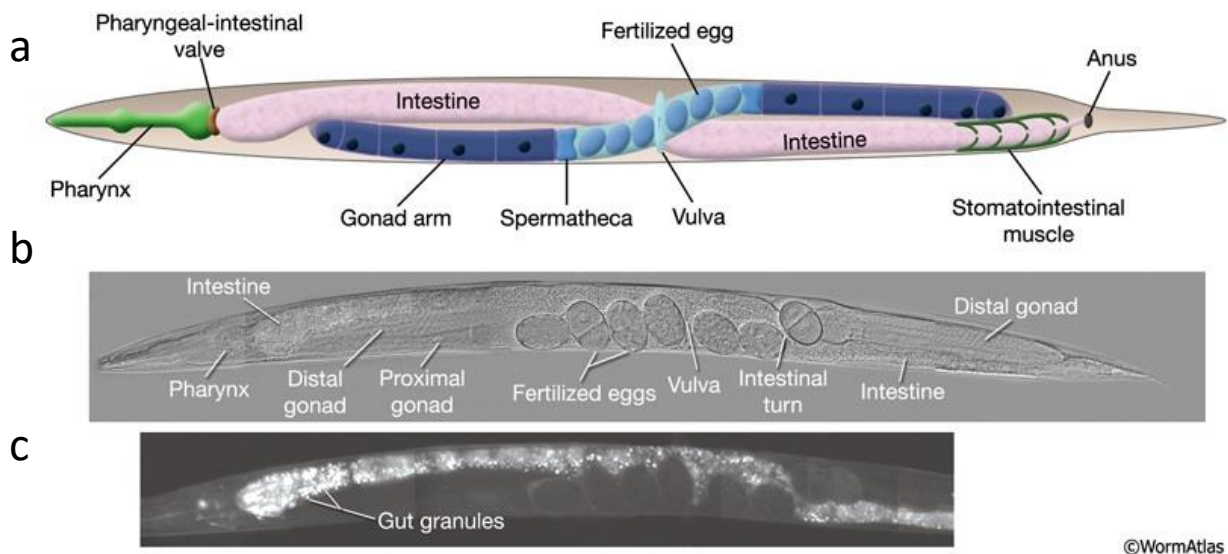 a
Pharyngeal-intestinal
valve
Fertilized egg
Anus
Intestine
Intestine
Pharynx
Gonad arm
Spermatheca
Vulva
Stomatointestinal
muscle
b
Intestine
Distal gonad
Pharynx
Distal
gonad
Proximal
gonad
Fertilized eggs
Vulva
Intestinal
turn
Intestine
c
Gut granules
©WormAtlas